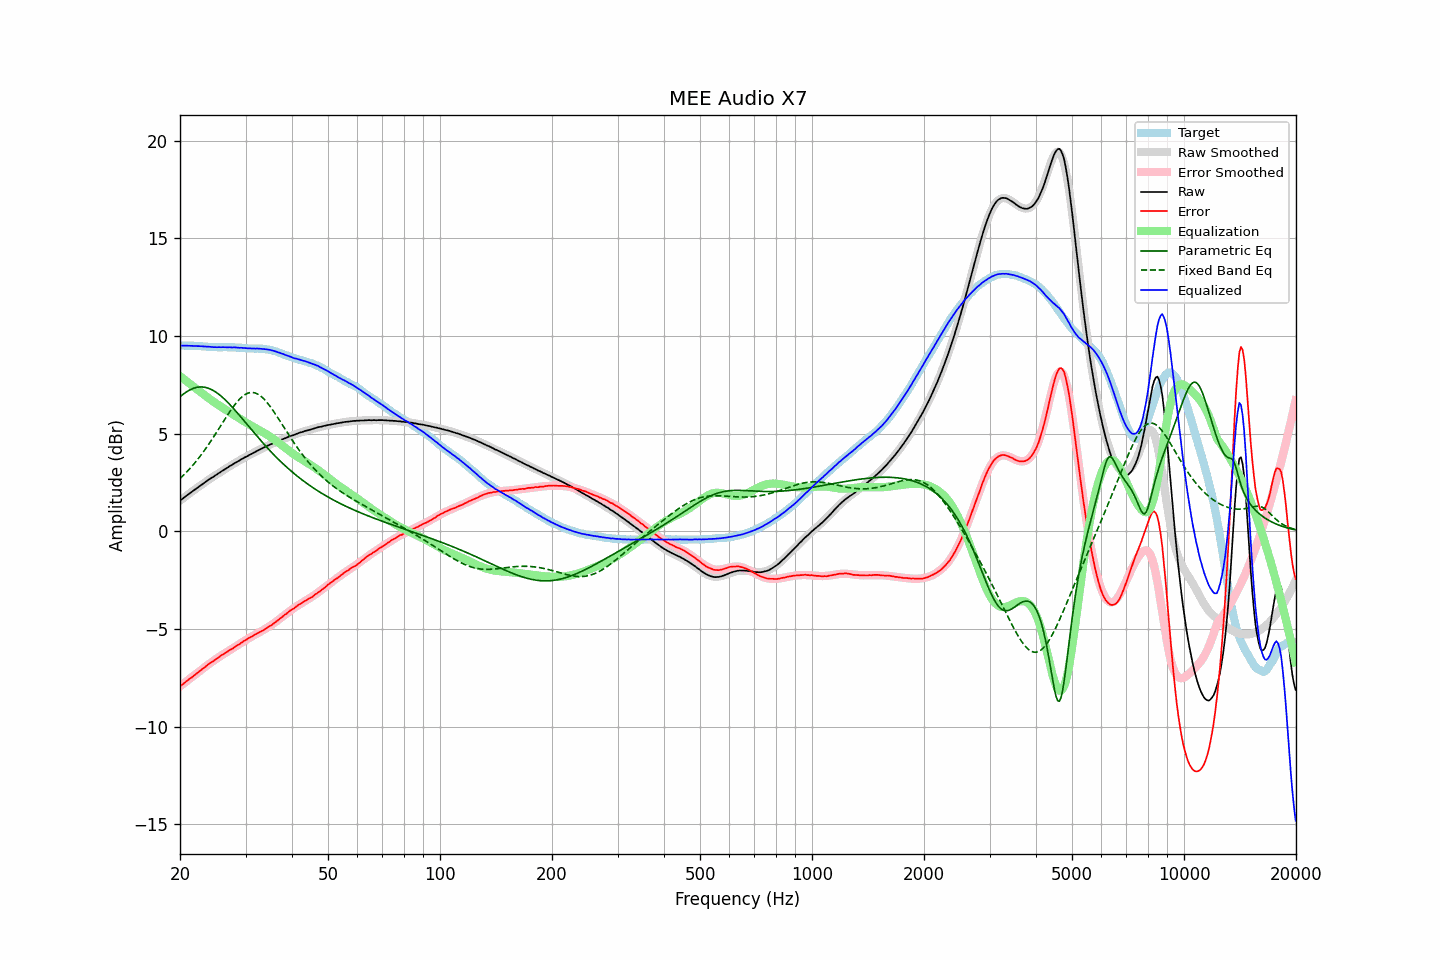 MEE Audio X7
Target
Raw Smoothed
Error Smoothed
Raw
Error
Equalization
Parametric Eq
Fixed Band Eq
Equalized
Amplitude (dBr)
20
15
10
5
0
−5
−10
−15
20 50 100 200 500 1000 2000 5000 10000 20000
Frequency (Hz)